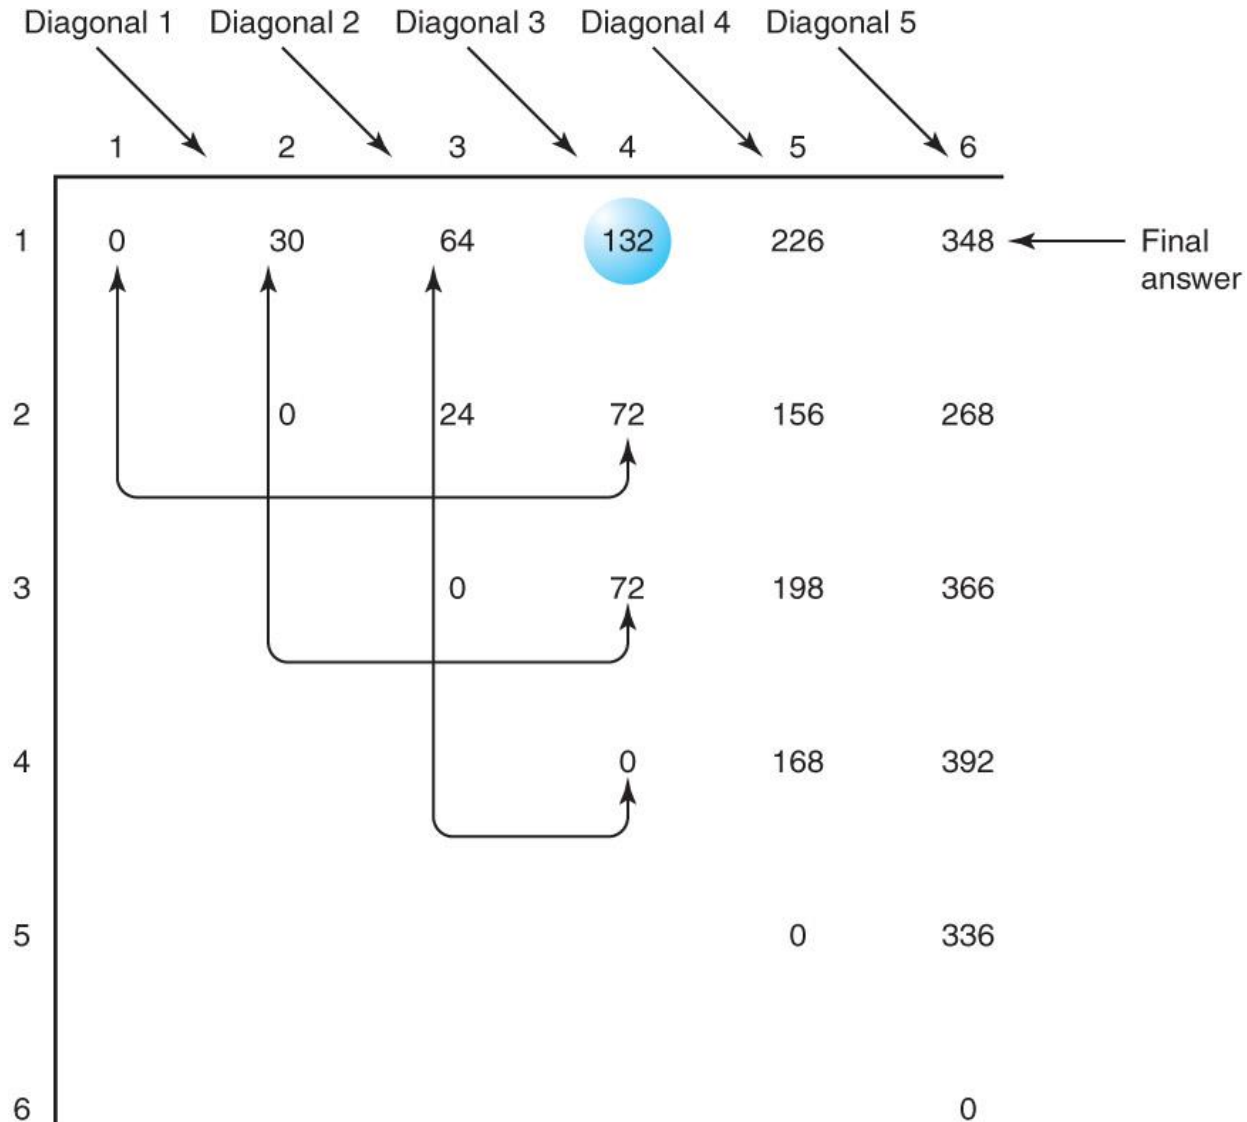 Diagonal 1 Diagonal 2 Diagonal 3 Diagonal 4 Diagonal 5
1 2 3 4 5 6
1 0 30 64 132 226 348 Final
answer
2 0 24 72 156 268
3 0 72 198 366
4 0 168 392
5 0 336
6 0